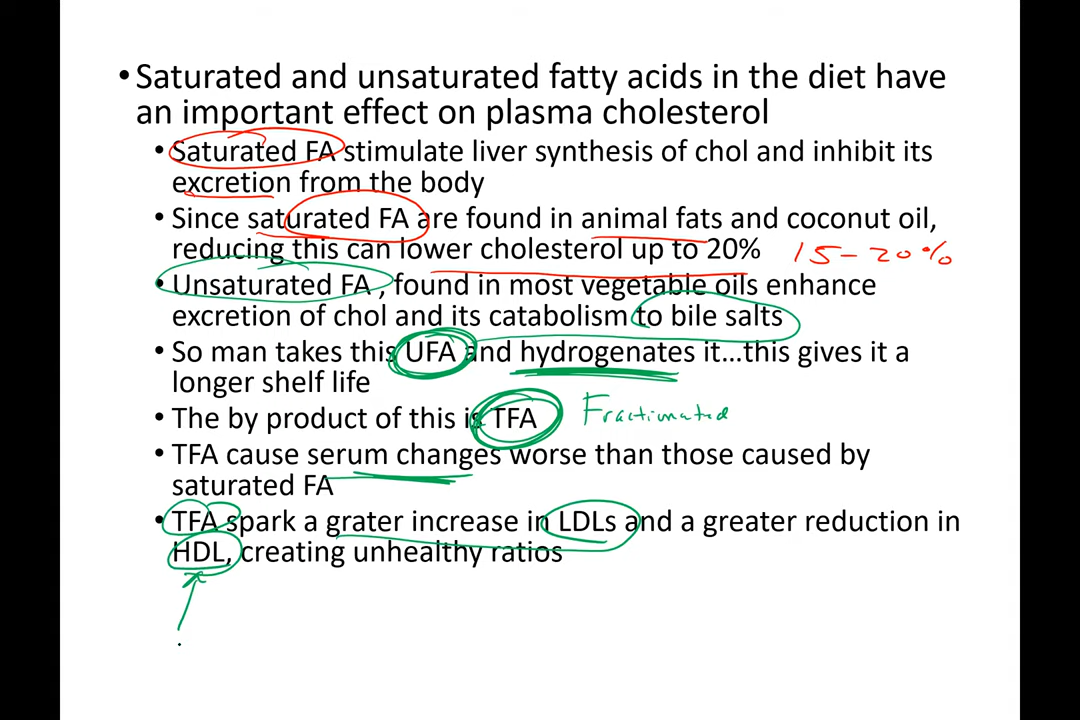 • Saturated and unsaturated fatty acids in the diet have
an important effect on plasma cholesterol
• Saturated FA stimulate liver synthesis of chol and inhibit its
excretion from the body
• Since saturated FA are found in animal fats and coconut oil,
reducing this can lower cholesterol up to 20% 15-20%
• Unsaturated FA , found in most vegetable oils enhance
excretion of chol and its catabolism to bile salts
• So man takes this UFA and hydrogenates it...this gives it a
longer shelf life
• The by product of this is TFA Fractionated
• TFA cause serum changes worse than those caused by
saturated FA
• TFA spark a grater increase in LDLs and a greater reduction in
HDL, creating unhealthy ratios